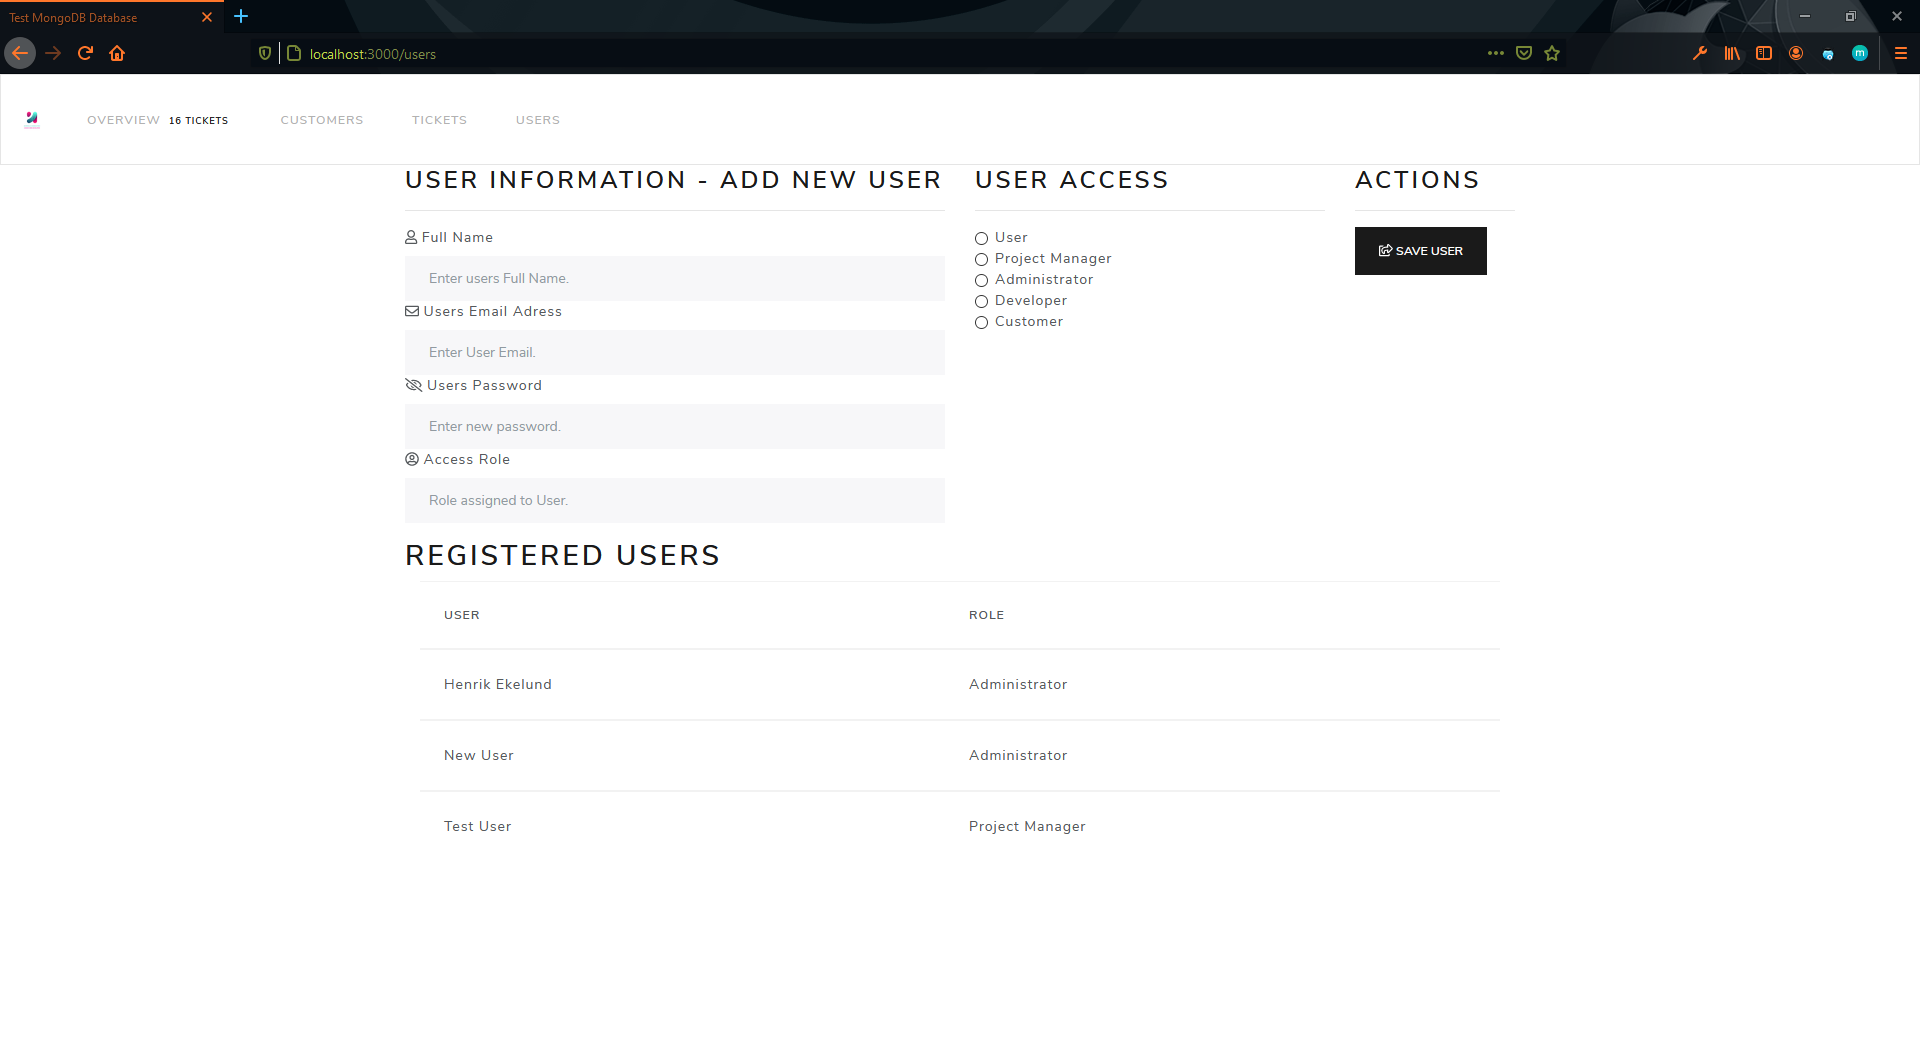 Test MongoDB Database
localhost:3000/users
OVERVIEW 16 TICKETS CUSTOMERS TICKETS USERS
USER INFORMATION - ADD NEW USER
Full Name
Enter users Full Name.
Users Email Adress
Enter User Email.
Users Password
Enter new password.
Access Role
Role assigned to User.
USER ACCESS
User
Project Manager
Administrator
Developer
Customer
ACTIONS
SAVE USER
REGISTERED USERS
USER ROLE
Henrik Ekelund Administrator
New User Administrator
Test User Project Manager